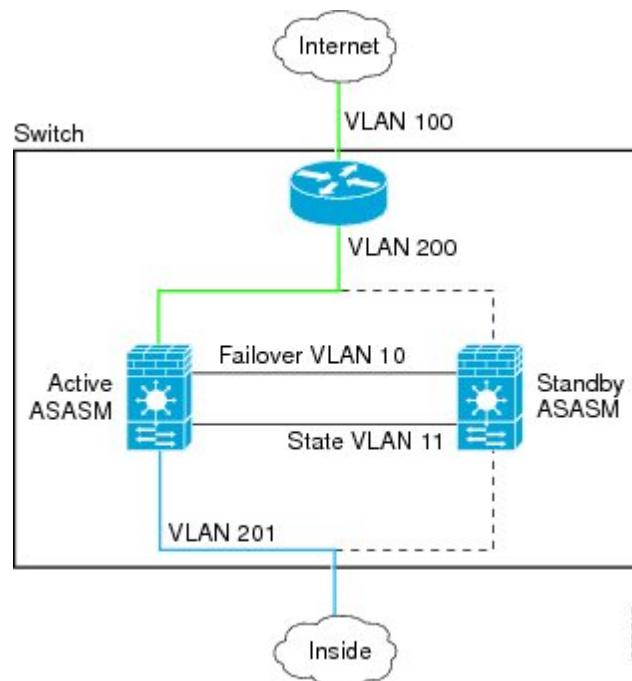 Internet
VLAN 100
Switch
VLAN 200
Failover VLAN 10
Active
ASASM
Standby
ASASM
State VLAN 11
VLAN 201
Inside